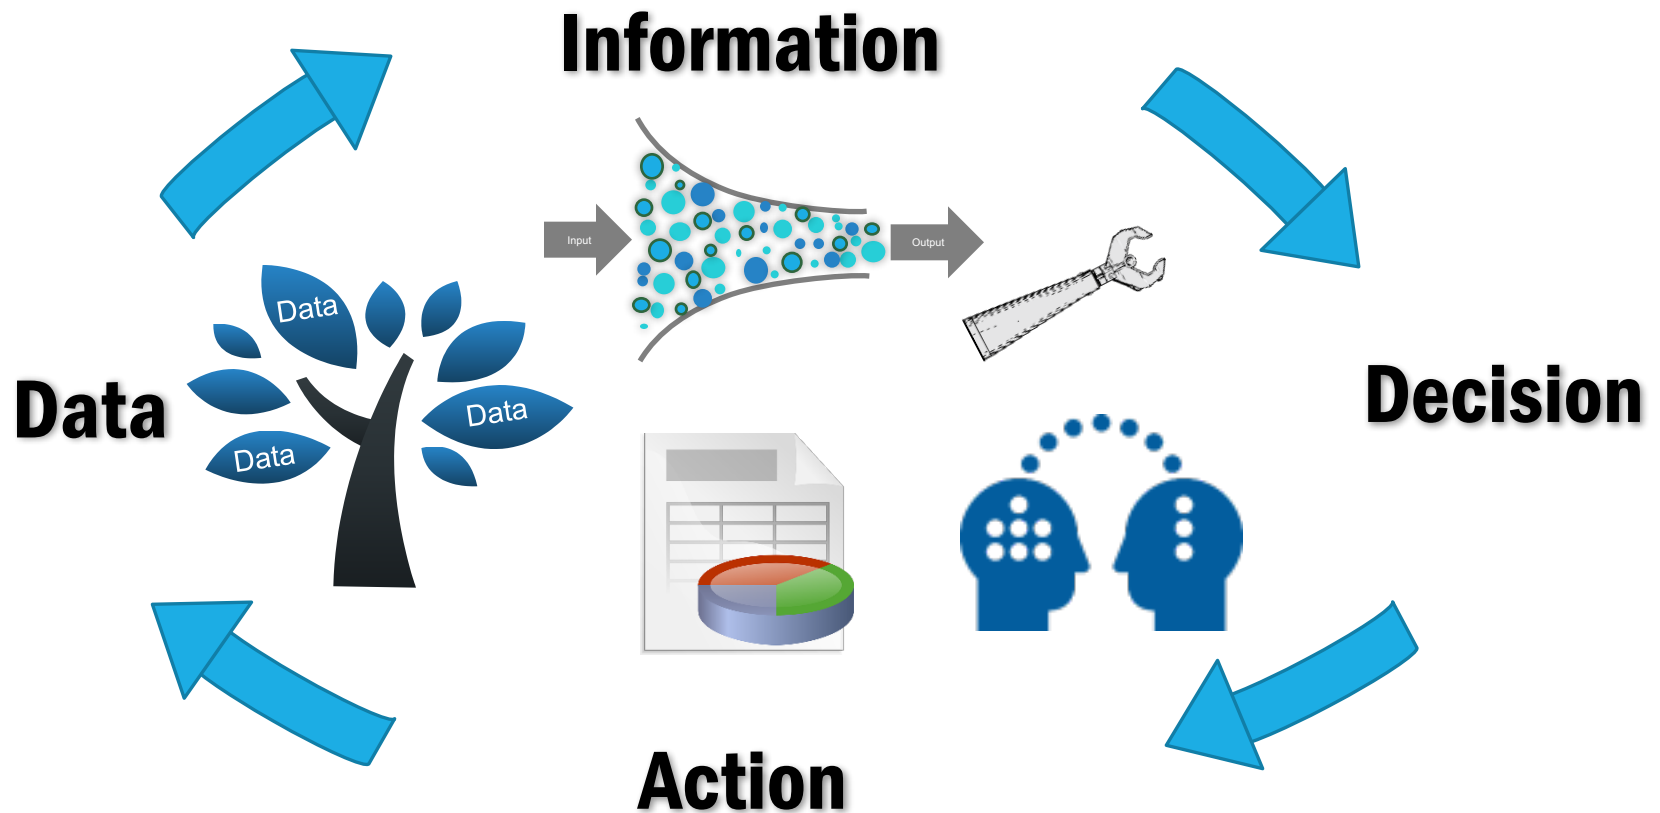 Information
Input
Output
Data
Data
Data
Data
Decision
Action